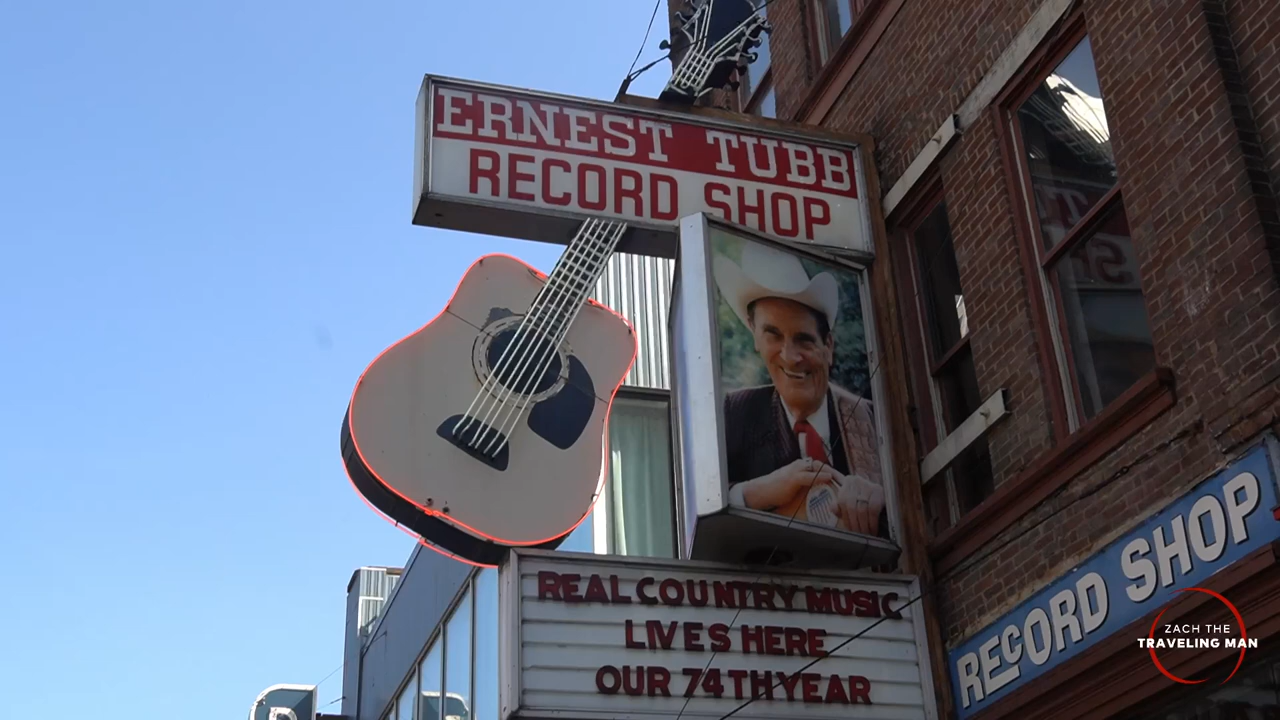 ERNEST TUBB
RECORD SHOP
REAL COUNTRY MUSIC
LIVES HERE
OUR 74TH YEAR
RECORD SHOP
ZACH THE
TRAVELING MAN